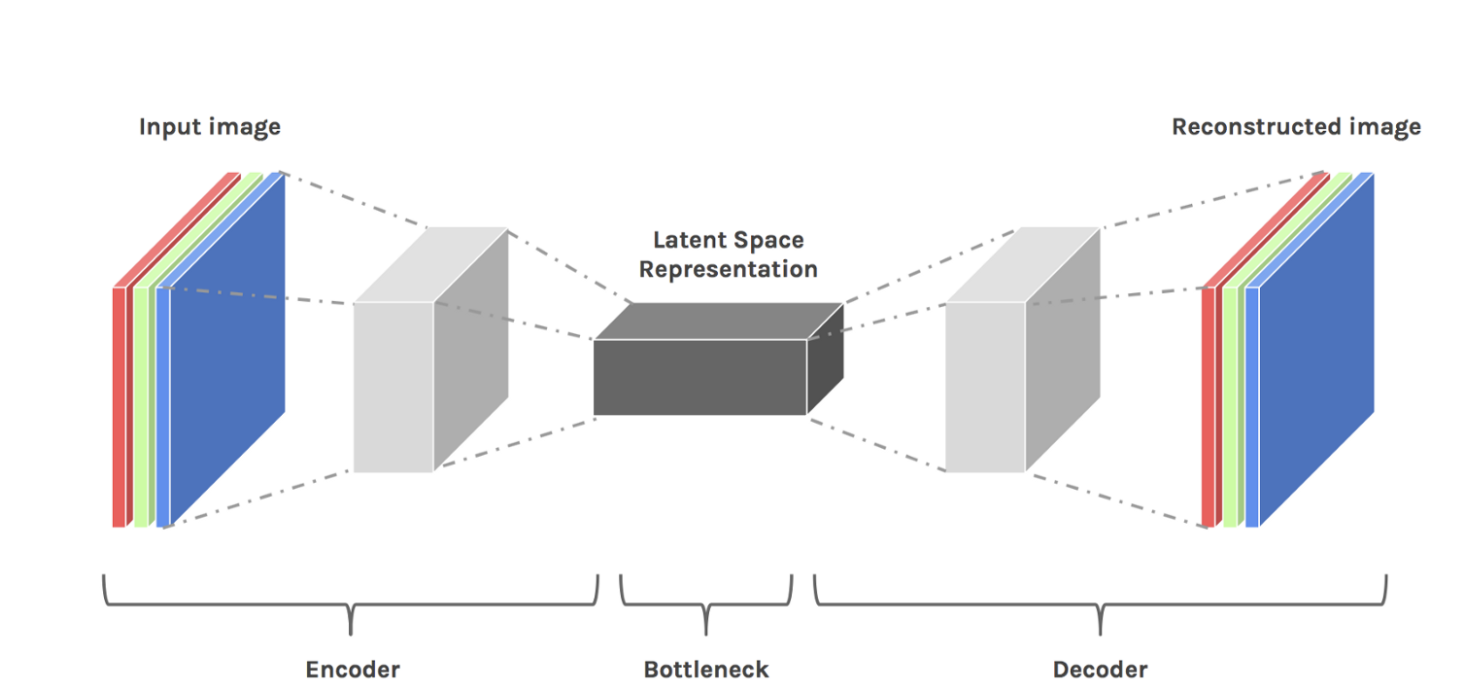 Input image
Reconstructed image
Latent Space
Representation
Encoder
Bottleneck
Decoder